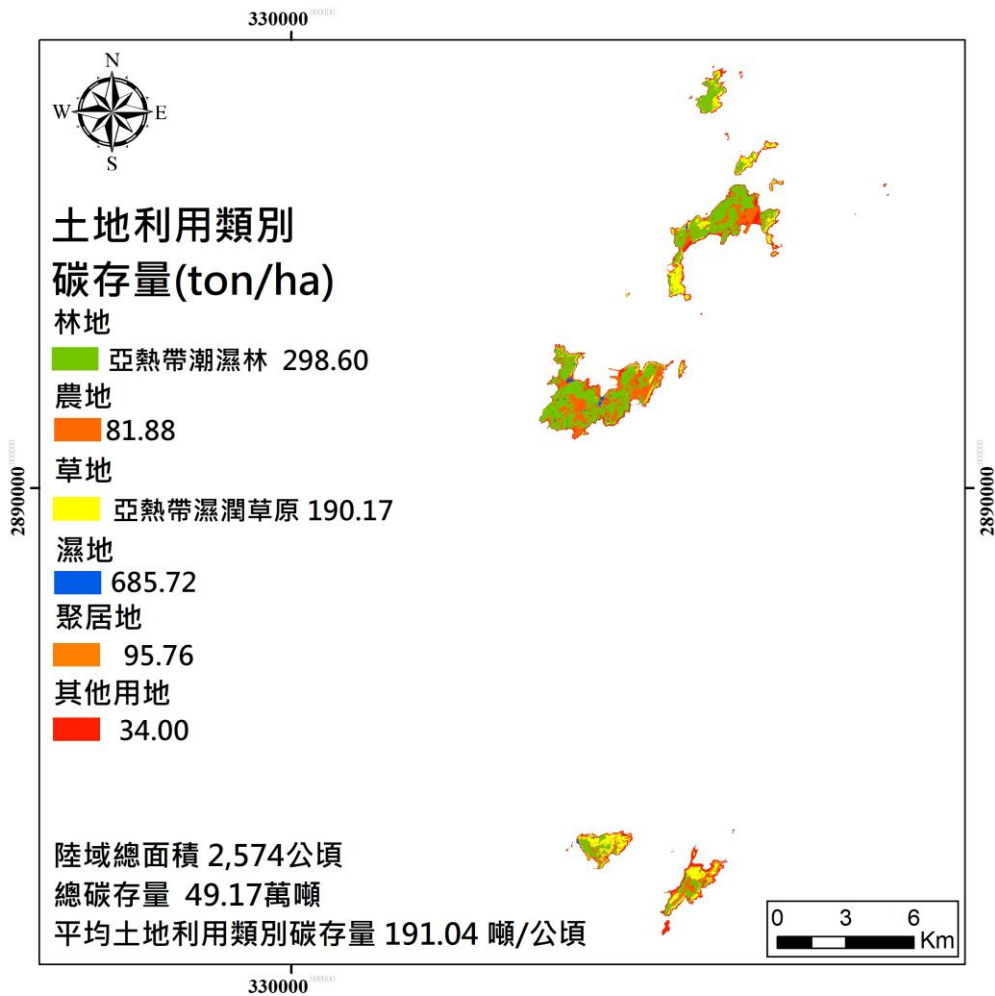 330000
N
W E
S
土地利用類別
碳存量(ton/ha)
林地
亞熱帶潮濕林 298.60
農地
81.88
草地
亞熱帶濕潤草原 190.17
濕地
685.72
聚居地
95.76
其他用地
34.00
2890000
2890000
陸域總面積 2,574公頃
總碳存量 49.17萬噸
平均土地利用類別碳存量 191.04 噸/公頃
0 3 6
Km
330000